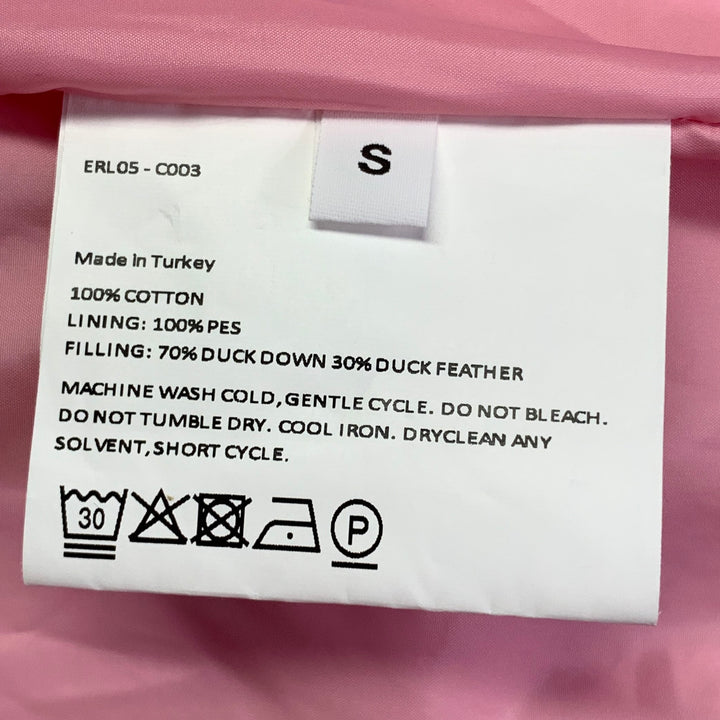 S
ERL05 - C003
Made in Turkey
100% COTTON
LINING: 100% PES
FILLING: 70% DUCK DOWN 30% DUCK FEATHER
MACHINE WASH COLD, GENTLE CYCLE. DO NOT BLEACH.
DO NOT TUMBLE DRY. COOL IRON. DRYCLEAN ANY
SOLVENT, SHORT CYCLE.
30 P